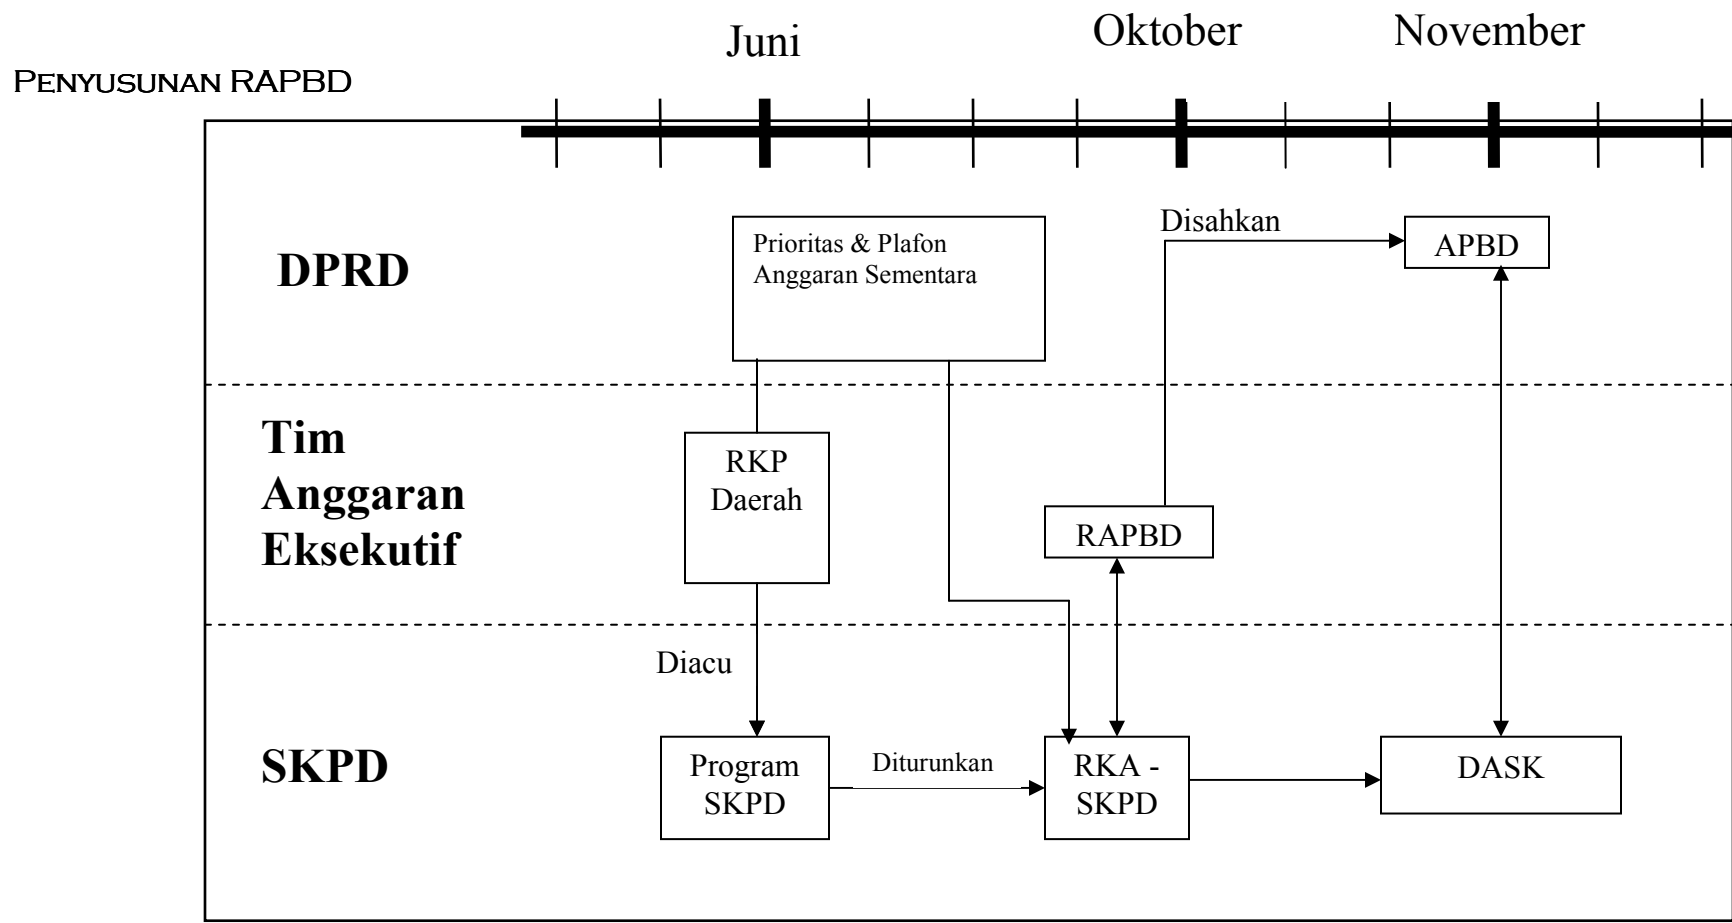 Juni
Oktober
November
PENYUSUNAN RAPBD
DPRD
Prioritas & Plafon
Anggaran Sementara
Disahkan
APBD
Tim
Anggaran
Eksekutif
RKP
Daerah
RAPBD
Diacu
SKPD
Program
SKPD
Diturunkan
RKA -
SKPD
DASK